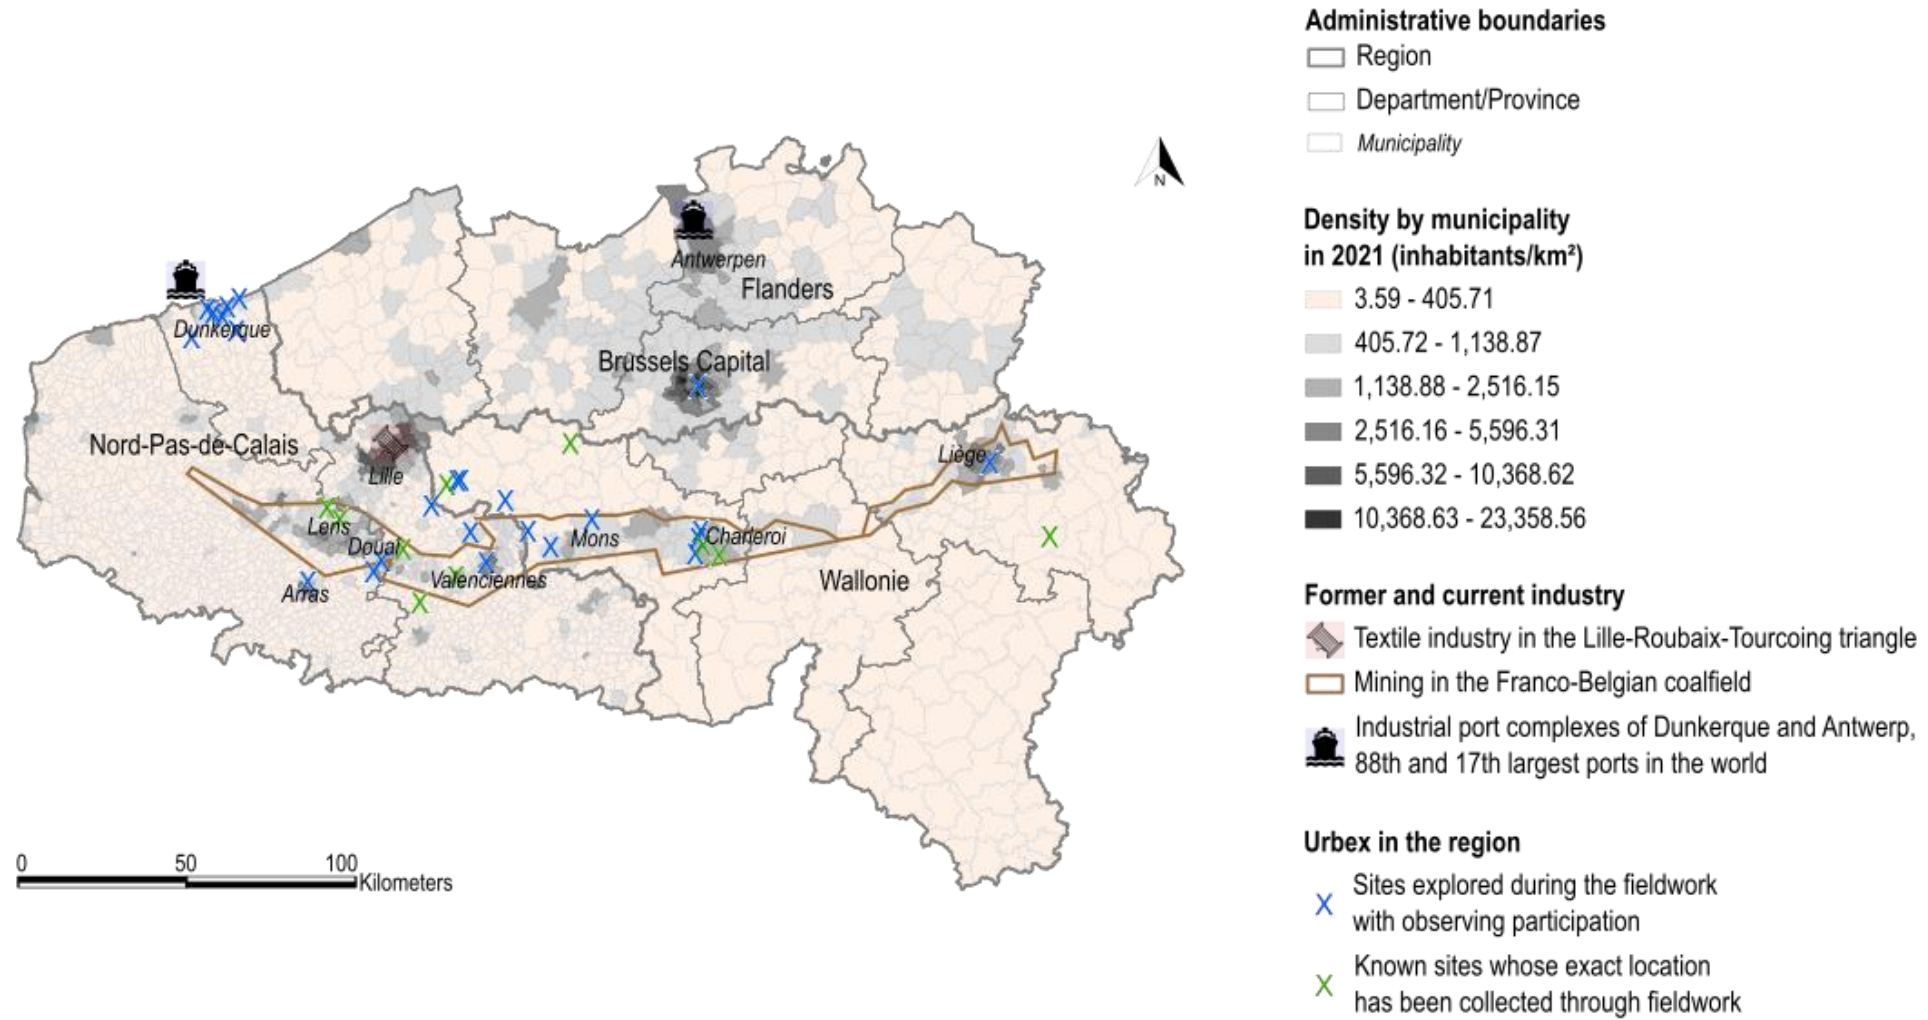 Administrative boundaries
Region
Department/Province
Municipality
Density by municipality
in 2021 (inhabitants/km²)
3.59 - 405.71
405.72 - 1,138.87
1,138.88 - 2,516.15
2,516.16 - 5,596.31
5,596.32 - 10,368.62
10,368.63 - 23,358.56
Former and current industry
Textile industry in the Lille-Roubaix-Tourcoing triangle
Mining in the Franco-Belgian coalfield
Industrial port complexes of Dunkerque and Antwerp,
88th and 17th largest ports in the world
Urbex in the region
Sites explored during the fieldwork
with observing participation
Known sites whose exact location
has been collected through fieldwork
N
Antwerpen
Flanders
Dunkerque
Brussels Capital
Nord-Pas-de-Calais
Lille
Liège
Lens
Douai
Mons
Charleroi
Arras
Valenciennes
Wallonie
0 50 100
Kilometers